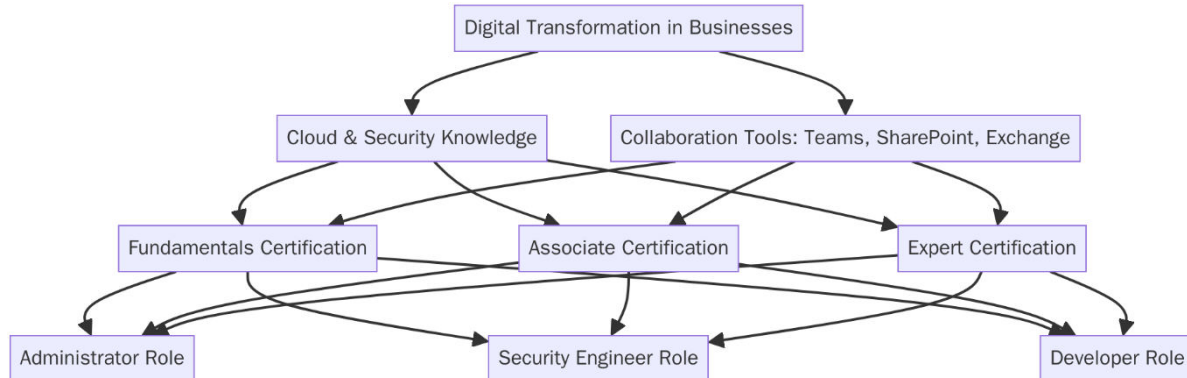 Digital Transformation in Businesses
Cloud & Security Knowledge
Collaboration Tools: Teams, SharePoint, Exchange
Fundamentals Certification
Associate Certification
Expert Certification
Administrator Role
Security Engineer Role
Developer Role